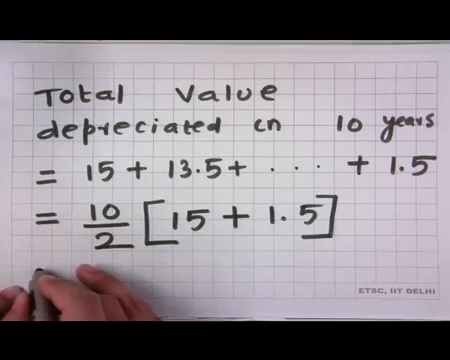 Total Value
depreciated in 10 years
= 15 + 13.5 + . . . + 1.5
= 10/2 [15 + 1.5]
ETSC, IIT DELHI